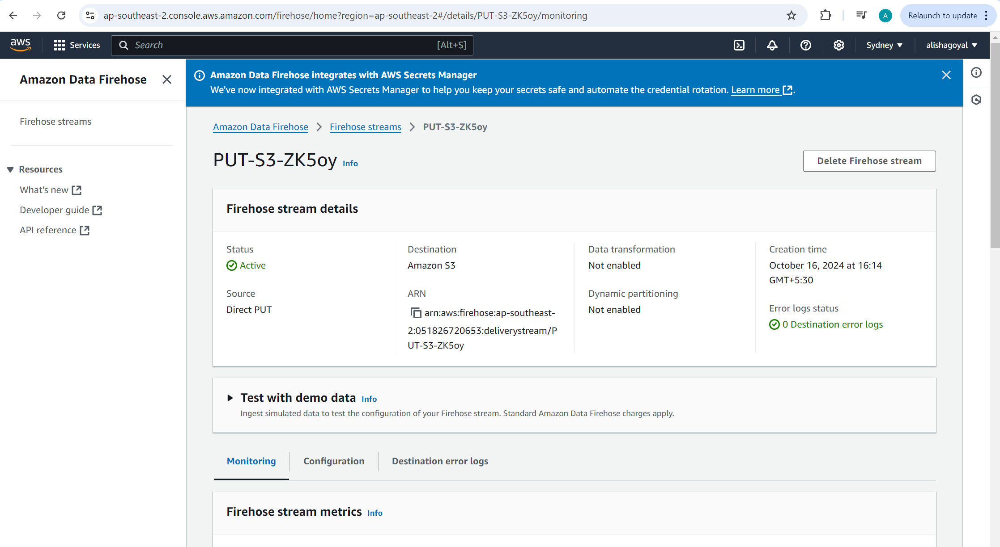 ap-southeast-2.console.aws.amazon.com/firehose/home?region=ap-southeast-2#/details/PUT-S3-ZK5oy/monitoring
A
Relaunch to update
aws
Services
Search
[Alt+S]
Sydney
alishagoyal
Amazon Data Firehose
Firehose streams
Resources
What's new
Developer guide
API reference
Amazon Data Firehose integrates with AWS Secrets Manager
We've now integrated with AWS Secrets Manager to help you keep your secrets safe and automate the credential rotation. Learn more.
Amazon Data Firehose > Firehose streams > PUT-S3-ZK5oy
PUT-S3-ZK5oy Info
Delete Firehose stream
Firehose stream details
Status
Active
Source
Direct PUT
Destination
Amazon S3
ARN
arn:aws:firehose:ap-southeast-
2:051826720653:deliverystream/P
UT-S3-ZK5oy
Data transformation
Not enabled
Dynamic partitioning
Not enabled
Creation time
October 16, 2024 at 16:14
GMT+5:30
Error logs status
0 Destination error logs
Test with demo data Info
Ingest simulated data to test the configuration of your Firehose stream. Standard Amazon Data Firehose charges apply.
Monitoring
Configuration
Destination error logs
Firehose stream metrics Info